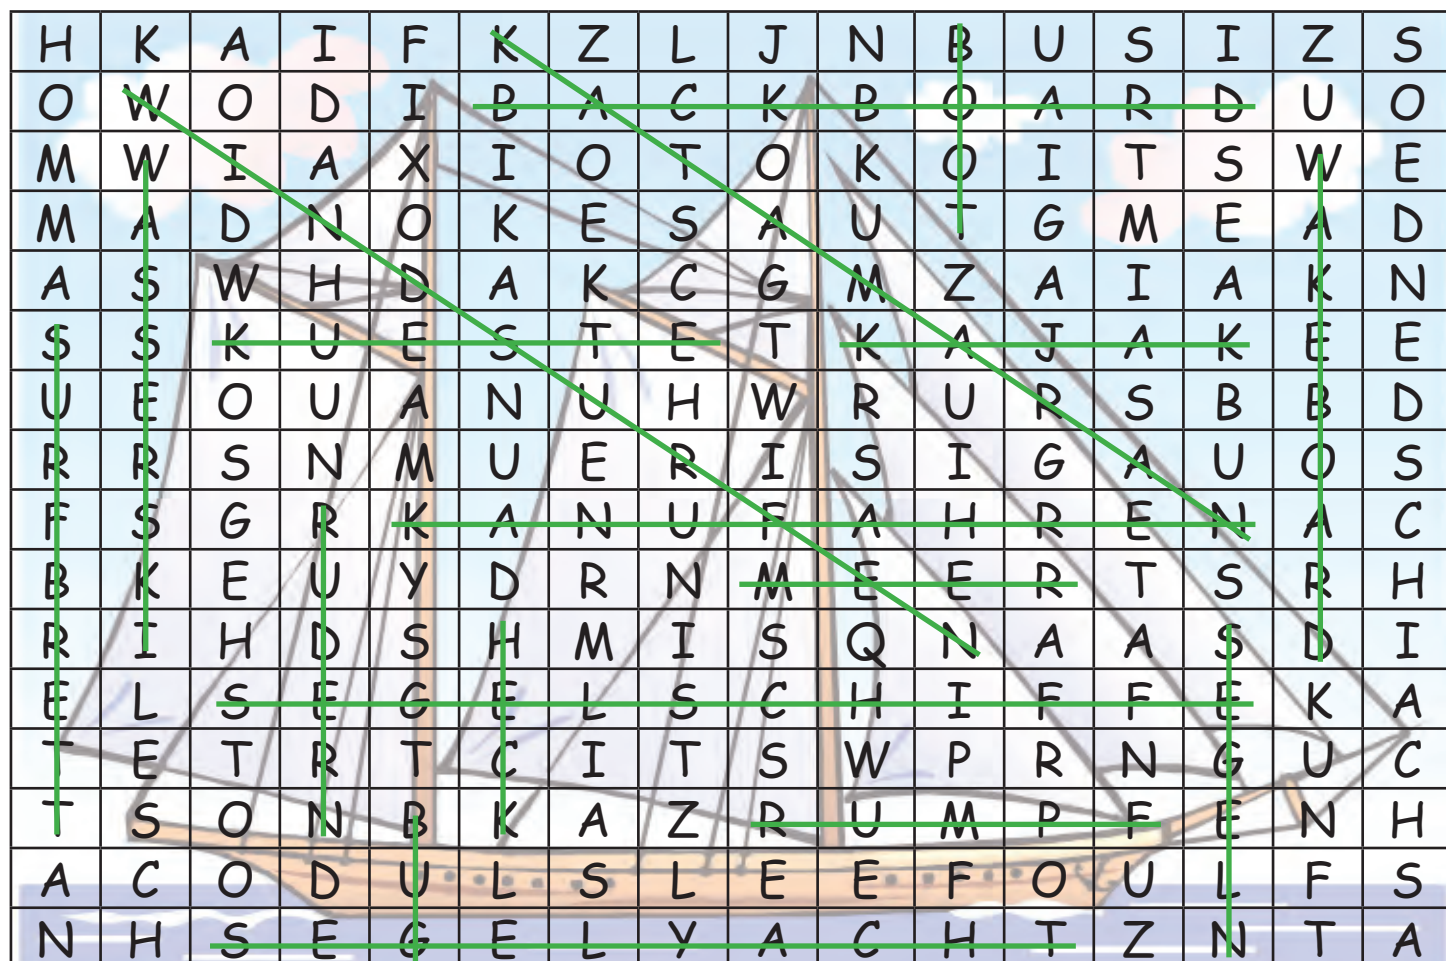 H K A I F K Z L J N B U S I Z S
O W O D I B A C K B O A R D U O
M W I A X I O T O K O I T S W E
M A D N O K E S A U T G M E A D
A S W H D A K C G M Z A I A K N
S S K U E S T E T K A J A K E E
U E O U A N U H W R U R S B B D
R R S N M U E R I S I G A U O S
F S G R K A N U F A H R E N A C
B K E U Y D R N M E E R T S R H
R I H D S H M I S Q N A A S D I
E L S E G E L S C H I F F E K A
T E T R T C I T S W P R N G U C
T S O N B K A Z R U M P F E N H
A C O D U L S L E E F O U L F S
N H S E G E L Y A C H T Z N T A